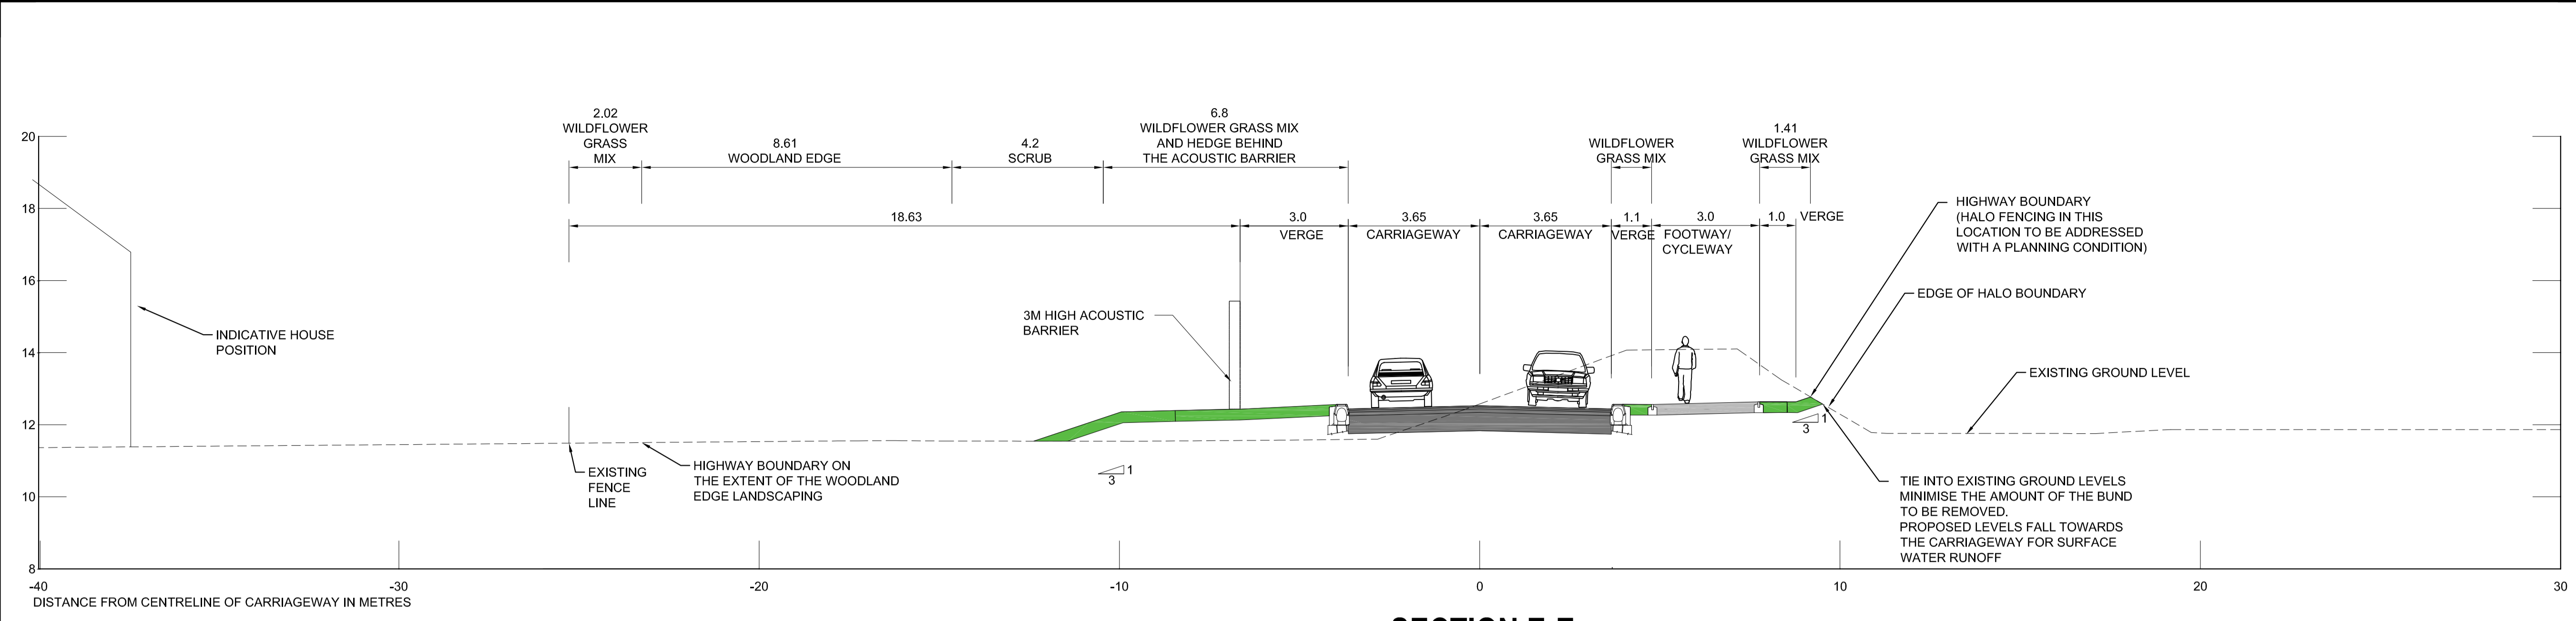 2.02
WILDFLOWER
GRASS
MIX
8.61
WOODLAND EDGE
4.2
SCRUB
6.8
WILDFLOWER GRASS MIX
AND HEDGE BEHIND
THE ACOUSTIC BARRIER
WILDFLOWER
GRASS MIX
1.41
WILDFLOWER
GRASS MIX
18.63
3.0
VERGE
3.65
CARRIAGEWAY
3.65
CARRIAGEWAY
1.1
VERGE
3.0
FOOTWAY/
CYCLEWAY
1.0
VERGE
HIGHWAY BOUNDARY
(HALO FENCING IN THIS
LOCATION TO BE ADDRESSED
WITH A PLANNING CONDITION)
EDGE OF HALO BOUNDARY
EXISTING GROUND LEVEL
3M HIGH ACOUSTIC
BARRIER
INDICATIVE HOUSE
POSITION
EXISTING
FENCE
LINE
HIGHWAY BOUNDARY ON
THE EXTENT OF THE WOODLAND
EDGE LANDSCAPING
1
3
1
3
TIE INTO EXISTING GROUND LEVELS
MINIMISE THE AMOUNT OF THE BUND
TO BE REMOVED.
PROPOSED LEVELS FALL TOWARDS
THE CARRIAGEWAY FOR SURFACE
WATER RUNOFF
20
18
16
14
12
10
8
-40
-30
-20
-10
0
10
20
30
DISTANCE FROM CENTRELINE OF CARRIAGEWAY IN METRES